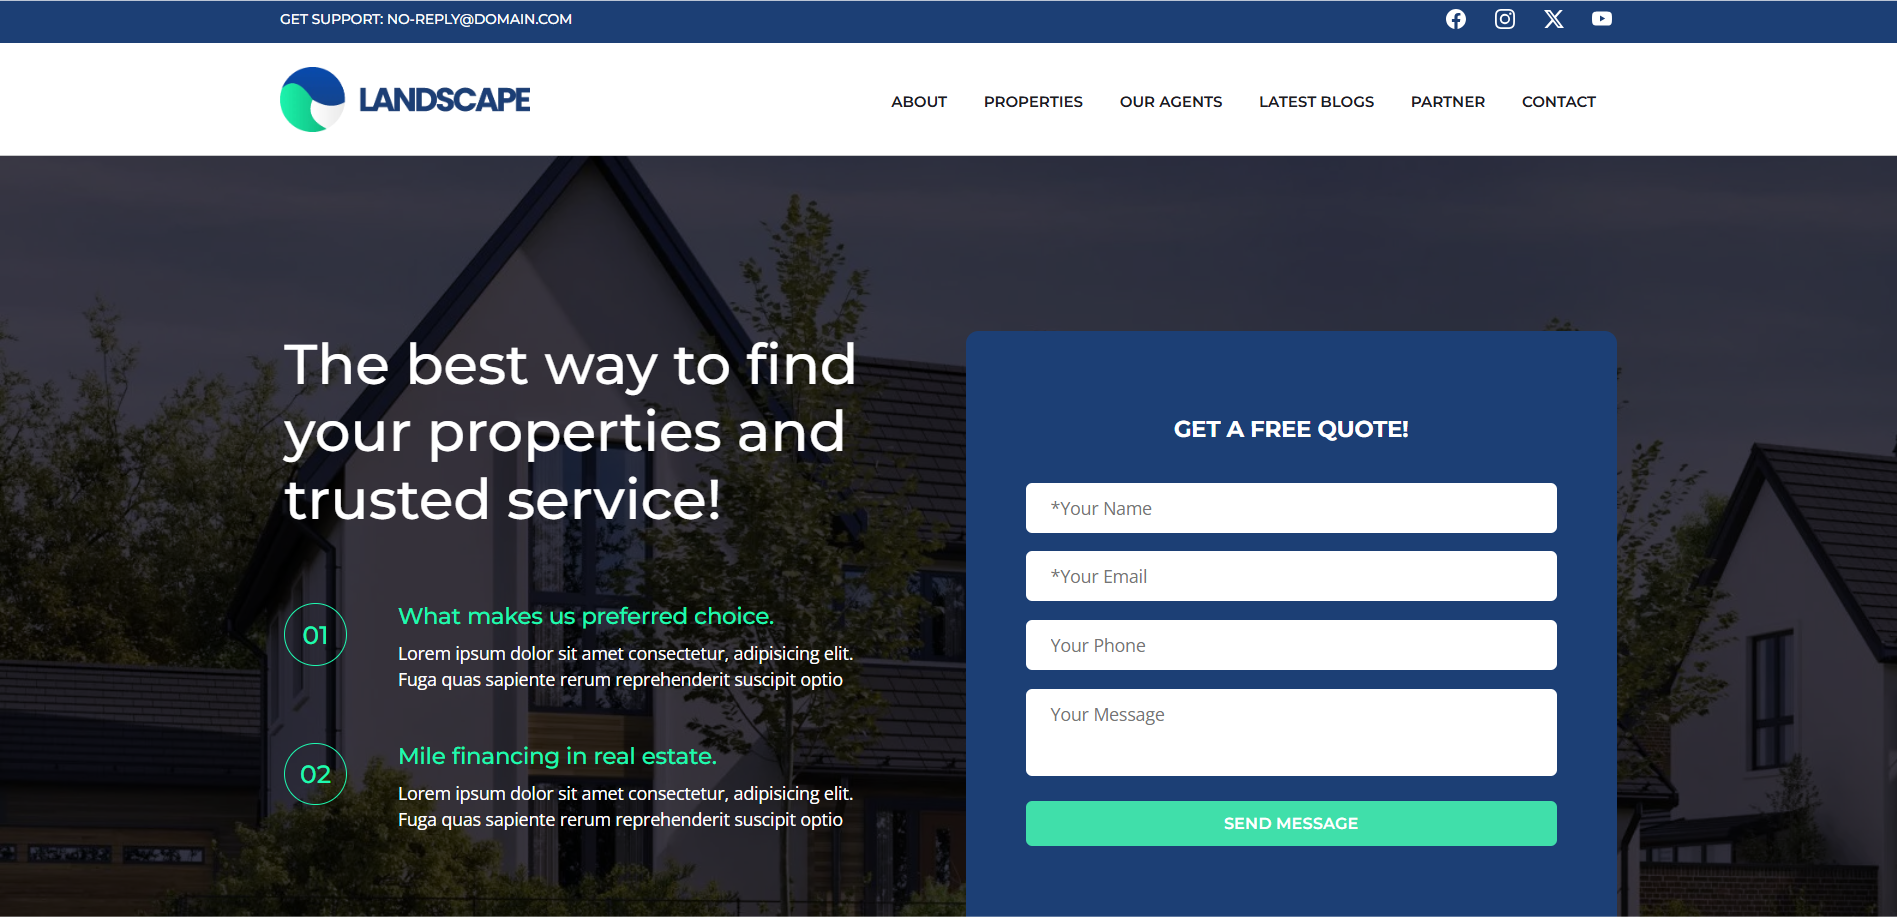 GET SUPPORT: NO-REPLY@DOMAIN.COM
LANDSCAPE
ABOUT PROPERTIES OUR AGENTS LATEST BLOGS PARTNER CONTACT
The best way to find
your properties and
trusted service!
01
What makes us preferred choice.
Lorem ipsum dolor sit amet consectetur, adipisicing elit.
Fuga quas sapiente rerum reprehenderit suscipit optio
02
Mile financing in real estate.
Lorem ipsum dolor sit amet consectetur, adipisicing elit.
Fuga quas sapiente rerum reprehenderit suscipit optio
GET A FREE QUOTE!
*Your Name
*Your Email
Your Phone
Your Message
SEND MESSAGE